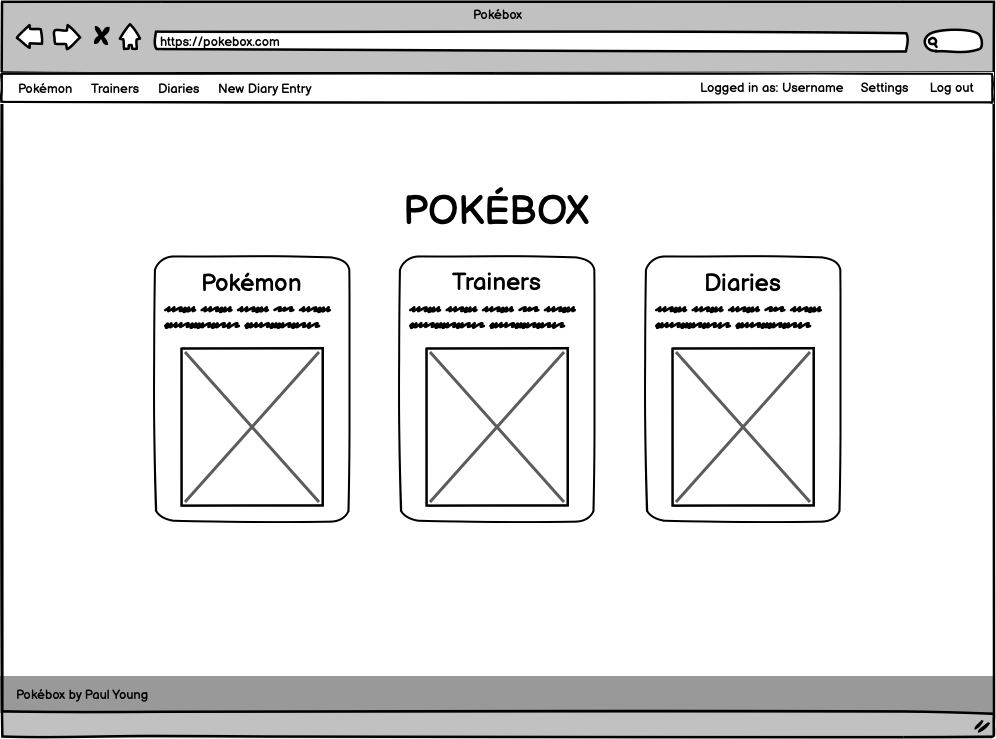 Pokébox
https://pokebox.com
Pokémon Trainers Diaries New Diary Entry Logged in as: Username Settings Log out
POKÉBOX
Pokémon Trainers Diaries
Pokébox by Paul Young